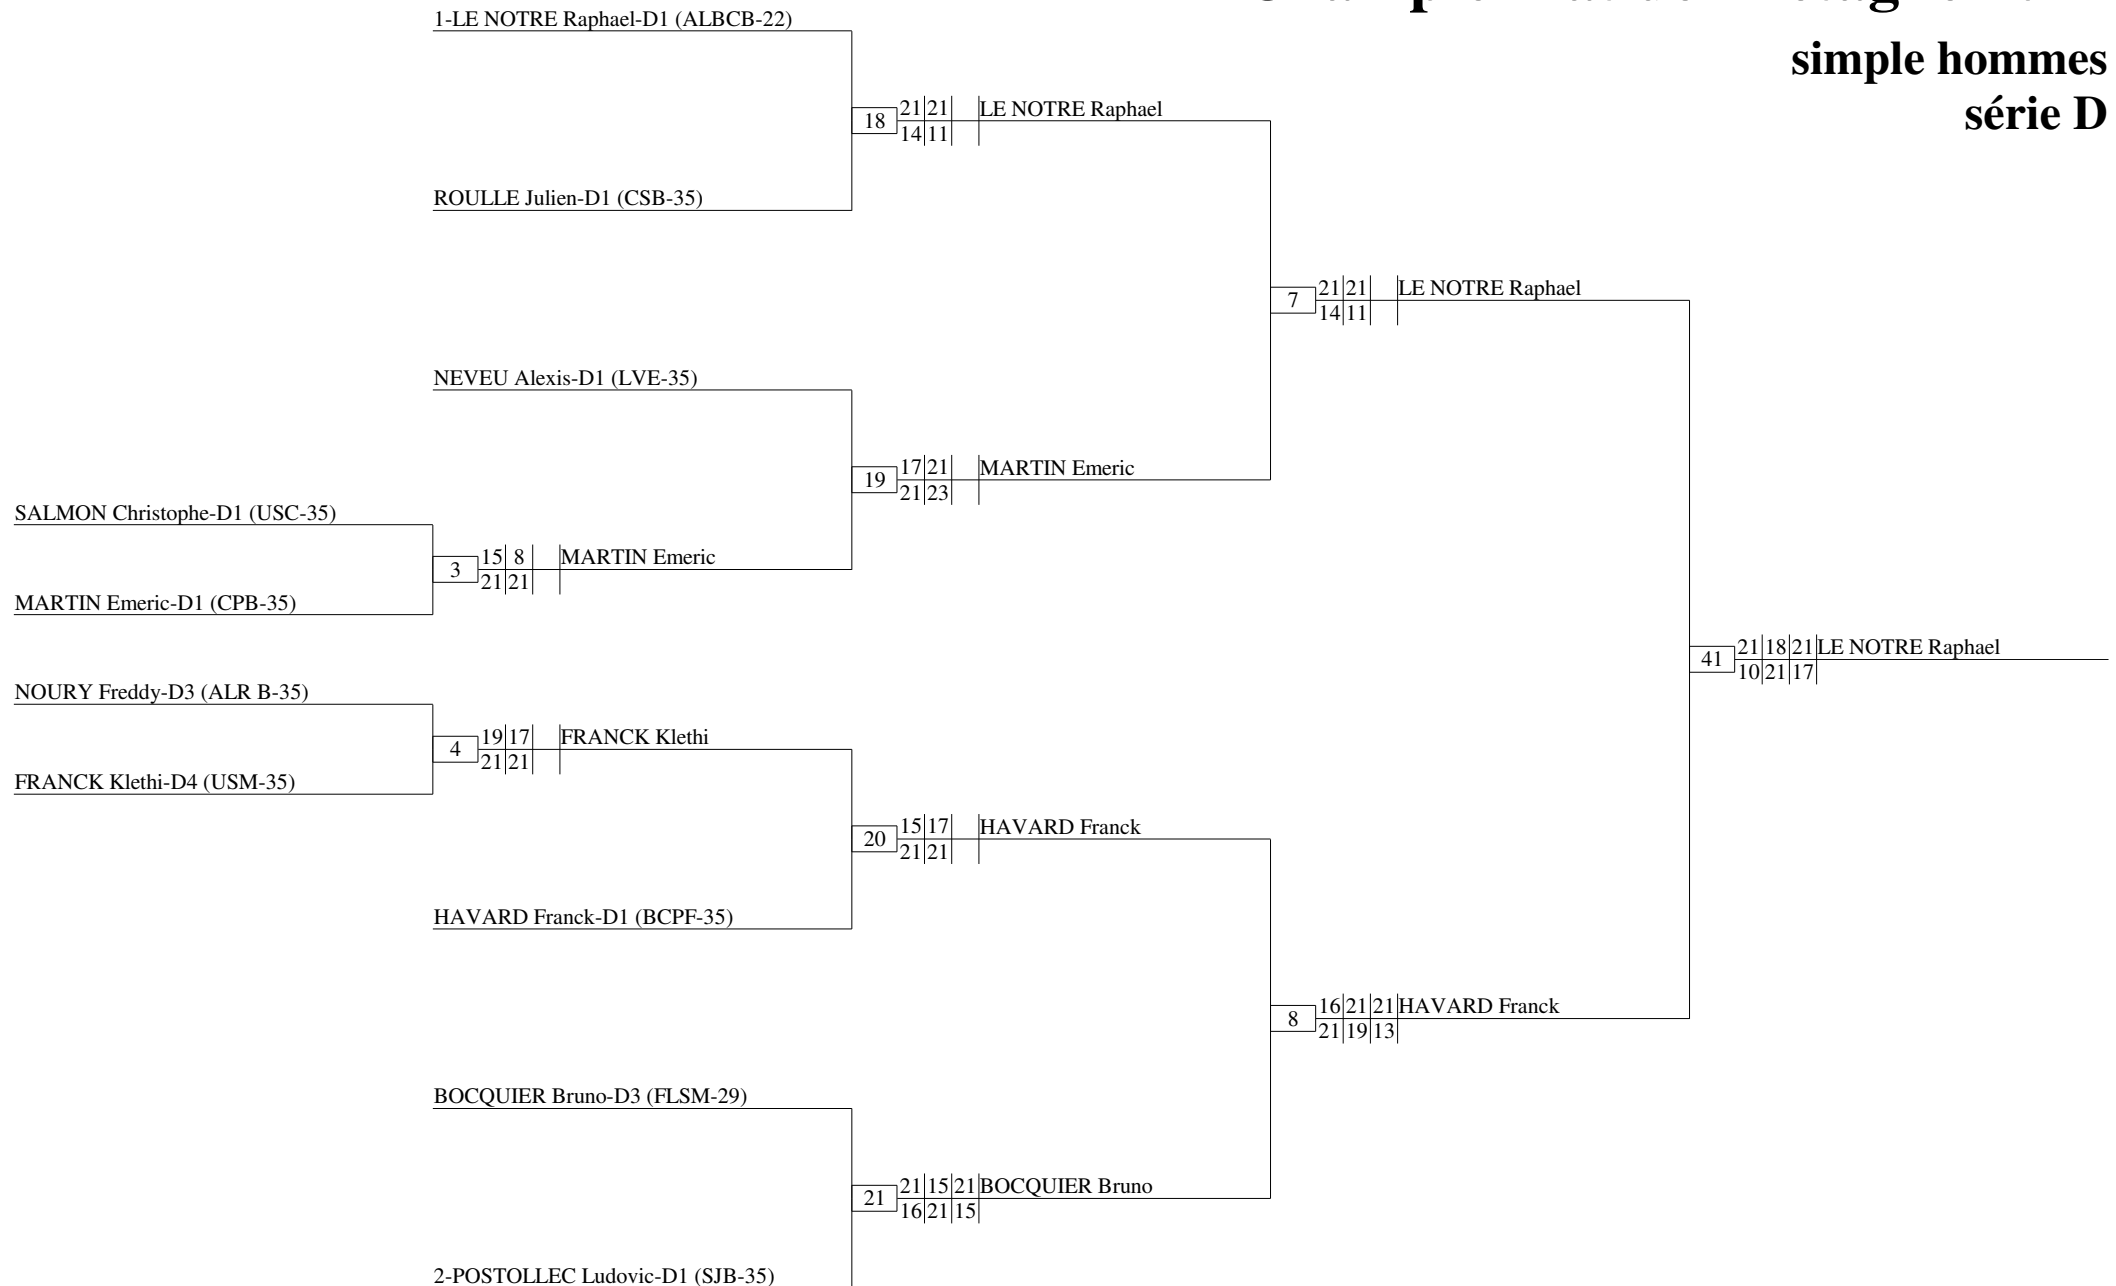 1-LE NOTRE Raphael-D1 (ALBCB-22)
simple hommes
série D
21 21 LE NOTRE Raphael
18
14 11
ROULLE Julien-D1 (CSB-35)
21 21 LE NOTRE Raphael
7
14 11
NEVEU Alexis-D1 (LVE-35)
17 21 MARTIN Emeric
19
21 23
SALMON Christophe-D1 (USC-35)
15 8 MARTIN Emeric
3
21 21
MARTIN Emeric-D1 (CPB-35)
21 18 21 LE NOTRE Raphael
41
10 21 17
NOURY Freddy-D3 (ALR B-35)
19 17 FRANCK Klethi
4
21 21
FRANCK Klethi-D4 (USM-35)
15 17 HAVARD Franck
20
21 21
HAVARD Franck-D1 (BCPF-35)
16 21 21 HAVARD Franck
8
21 19 13
BOCQUIER Bruno-D3 (FLSM-29)
21 15 21 BOCQUIER Bruno
21
16 21 15
2-POSTOLLEC Ludovic-D1 (SJB-35)